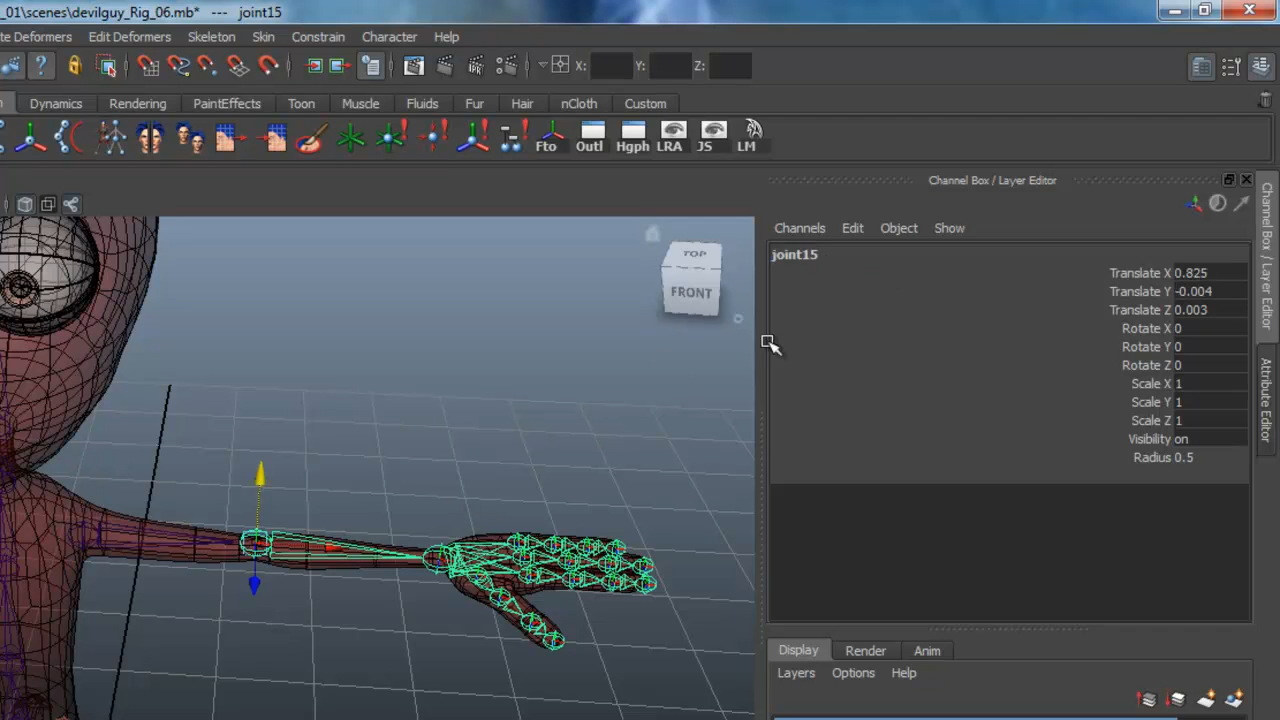 _01\scenes\devilguy_Rig_06.mb* --- joint15
te Deformers Edit Deformers Skeleton Skin Constrain Character Help
X: Y: Z:
Dynamics Rendering PaintEffects Toon Muscle Fluids Fur Hair nCloth Custom
Fto Outl Hgph LRA JS LM
Channel Box / Layer Editor
Channels Edit Object Show
joint15
Translate X 0.825
Translate Y -0.004
Translate Z 0.003
Rotate X 0
Rotate Y 0
Rotate Z 0
Scale X 1
Scale Y 1
Scale Z 1
Visibility on
Radius 0.5
TOP
FRONT
Display Render Anim
Layers Options Help
Channel Box / Layer Editor
Attribute Editor